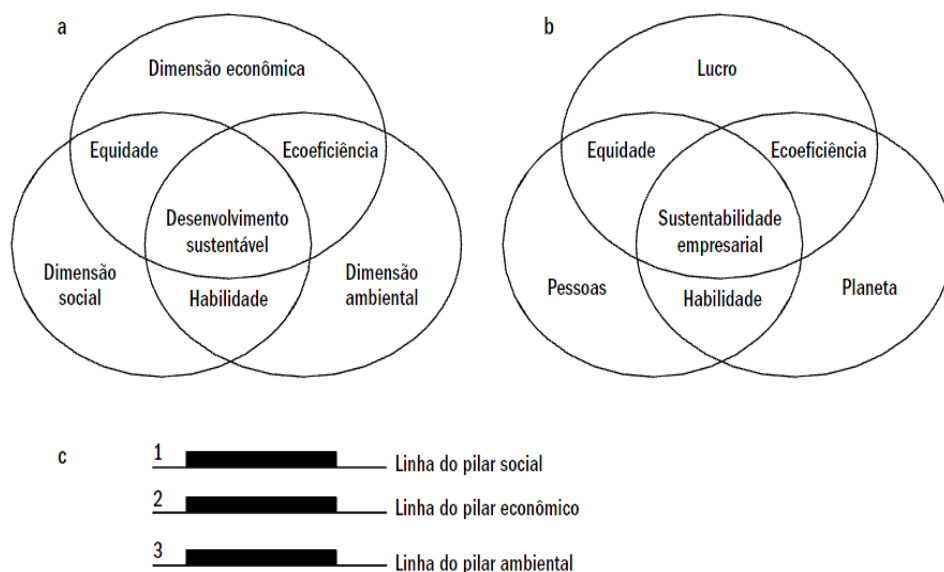 a
Dimensão econômica
Equidade
Ecoeficiência
Desenvolvimento
sustentável
Dimensão
social
Habilidade
Dimensão
ambiental
b
Lucro
Equidade
Ecoeficiência
Sustentabilidade
empresarial
Pessoas
Habilidade
Planeta
c
1 Linha do pilar social
2 Linha do pilar econômico
3 Linha do pilar ambiental